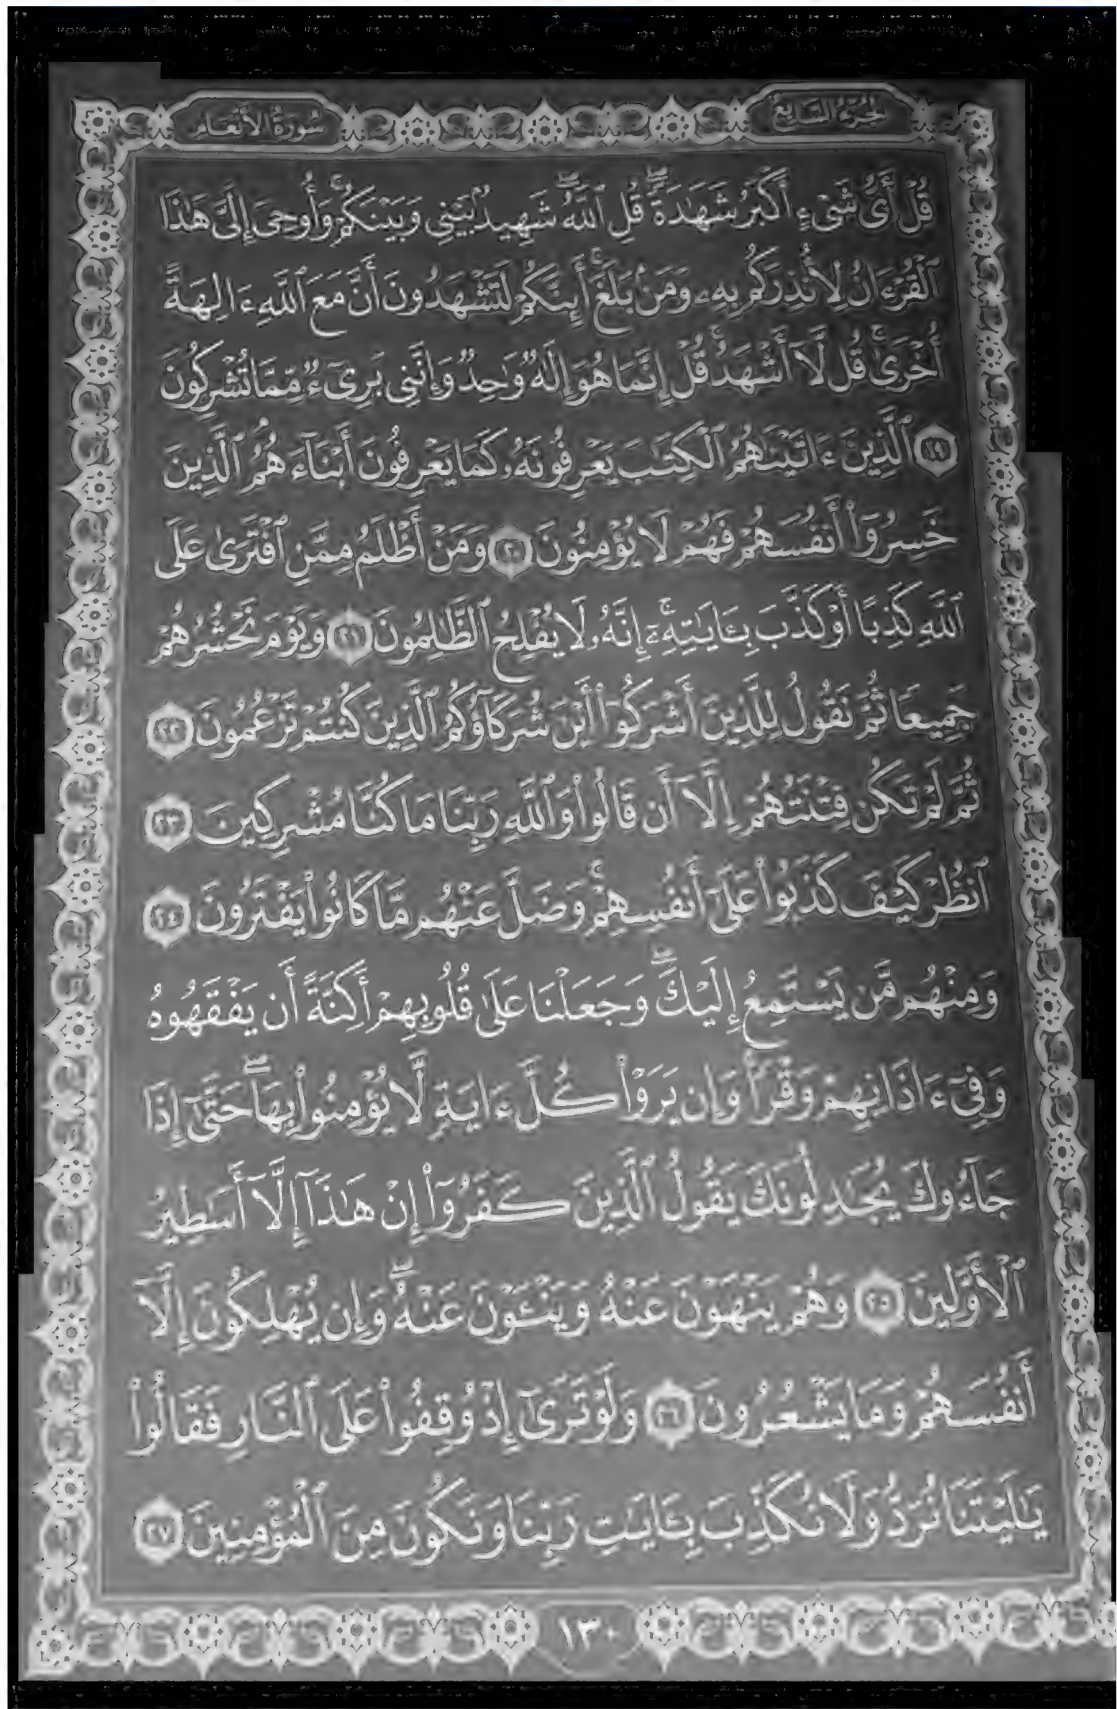 الجزء السابع
سورة الأنعام
قُلْ أَيُّ شَىْءٍ أَكْبَرُ شَهَٰدَةً ۖ قُلِ ٱللَّهُ ۖ شَهِيدٌۢ بَيْنِى وَبَيْنَكُمْ ۚ وَأُوحِىَ إِلَىَّ هَٰذَا
ٱلْقُرْءَانُ لِأُنذِرَكُم بِهِۦ وَمَنۢ بَلَغَ ۚ أَئِنَّكُمْ لَتَشْهَدُونَ أَنَّ مَعَ ٱللَّهِ ءَالِهَةً
أُخْرَىٰ ۚ قُل لَّآ أَشْهَدُ ۚ قُلْ إِنَّمَا هُوَ إِلَٰهٌ وَٰحِدٌ وَإِنَّنِى بَرِىٓءٌ مِّمَّا تُشْرِكُونَ
١٩ ٱلَّذِينَ ءَاتَيْنَٰهُمُ ٱلْكِتَٰبَ يَعْرِفُونَهُۥ كَمَا يَعْرِفُونَ أَبْنَآءَهُمُ ٱلَّذِينَ
خَسِرُوٓا۟ أَنفُسَهُمْ فَهُمْ لَا يُؤْمِنُونَ ٢٠ وَمَنْ أَظْلَمُ مِمَّنِ ٱفْتَرَىٰ عَلَى
ٱللَّهِ كَذِبًا أَوْ كَذَّبَ بِـَٔايَٰتِهِۦٓ ۗ إِنَّهُۥ لَا يُفْلِحُ ٱلظَّٰلِمُونَ ٢١ وَيَوْمَ نَحْشُرُهُمْ
جَمِيعًا ثُمَّ نَقُولُ لِلَّذِينَ أَشْرَكُوٓا۟ أَيْنَ شُرَكَآؤُكُمُ ٱلَّذِينَ كُنتُمْ تَزْعُمُونَ ٢٢
ثُمَّ لَمْ تَكُن فِتْنَتُهُمْ إِلَّآ أَن قَالُوا۟ وَٱللَّهِ رَبِّنَا مَا كُنَّا مُشْرِكِينَ ٢٣
ٱنظُرْ كَيْفَ كَذَبُوا۟ عَلَىٰٓ أَنفُسِهِمْ ۚ وَضَلَّ عَنْهُم مَّا كَانُوا۟ يَفْتَرُونَ ٢٤
وَمِنْهُم مَّن يَسْتَمِعُ إِلَيْكَ ۖ وَجَعَلْنَا عَلَىٰ قُلُوبِهِمْ أَكِنَّةً أَن يَفْقَهُوهُ
وَفِىٓ ءَاذَانِهِمْ وَقْرًا ۚ وَإِن يَرَوْا۟ كُلَّ ءَايَةٍ لَّا يُؤْمِنُوا۟ بِهَا ۖ حَتَّىٰٓ إِذَا
جَآءُوكَ يُجَٰدِلُونَكَ يَقُولُ ٱلَّذِينَ كَفَرُوٓا۟ إِنْ هَٰذَآ إِلَّآ أَسَٰطِيرُ
ٱلْأَوَّلِينَ ٢٥ وَهُمْ يَنْهَوْنَ عَنْهُ وَيَنْـَٔوْنَ عَنْهُ ۖ وَإِن يُهْلِكُونَ إِلَّآ
أَنفُسَهُمْ وَمَا يَشْعُرُونَ ٢٦ وَلَوْ تَرَىٰٓ إِذْ وُقِفُوا۟ عَلَى ٱلنَّارِ فَقَالُوا۟
يَٰلَيْتَنَا نُرَدُّ وَلَا نُكَذِّبَ بِـَٔايَٰتِ رَبِّنَا وَنَكُونَ مِنَ ٱلْمُؤْمِنِينَ ٢٧
١٣٠